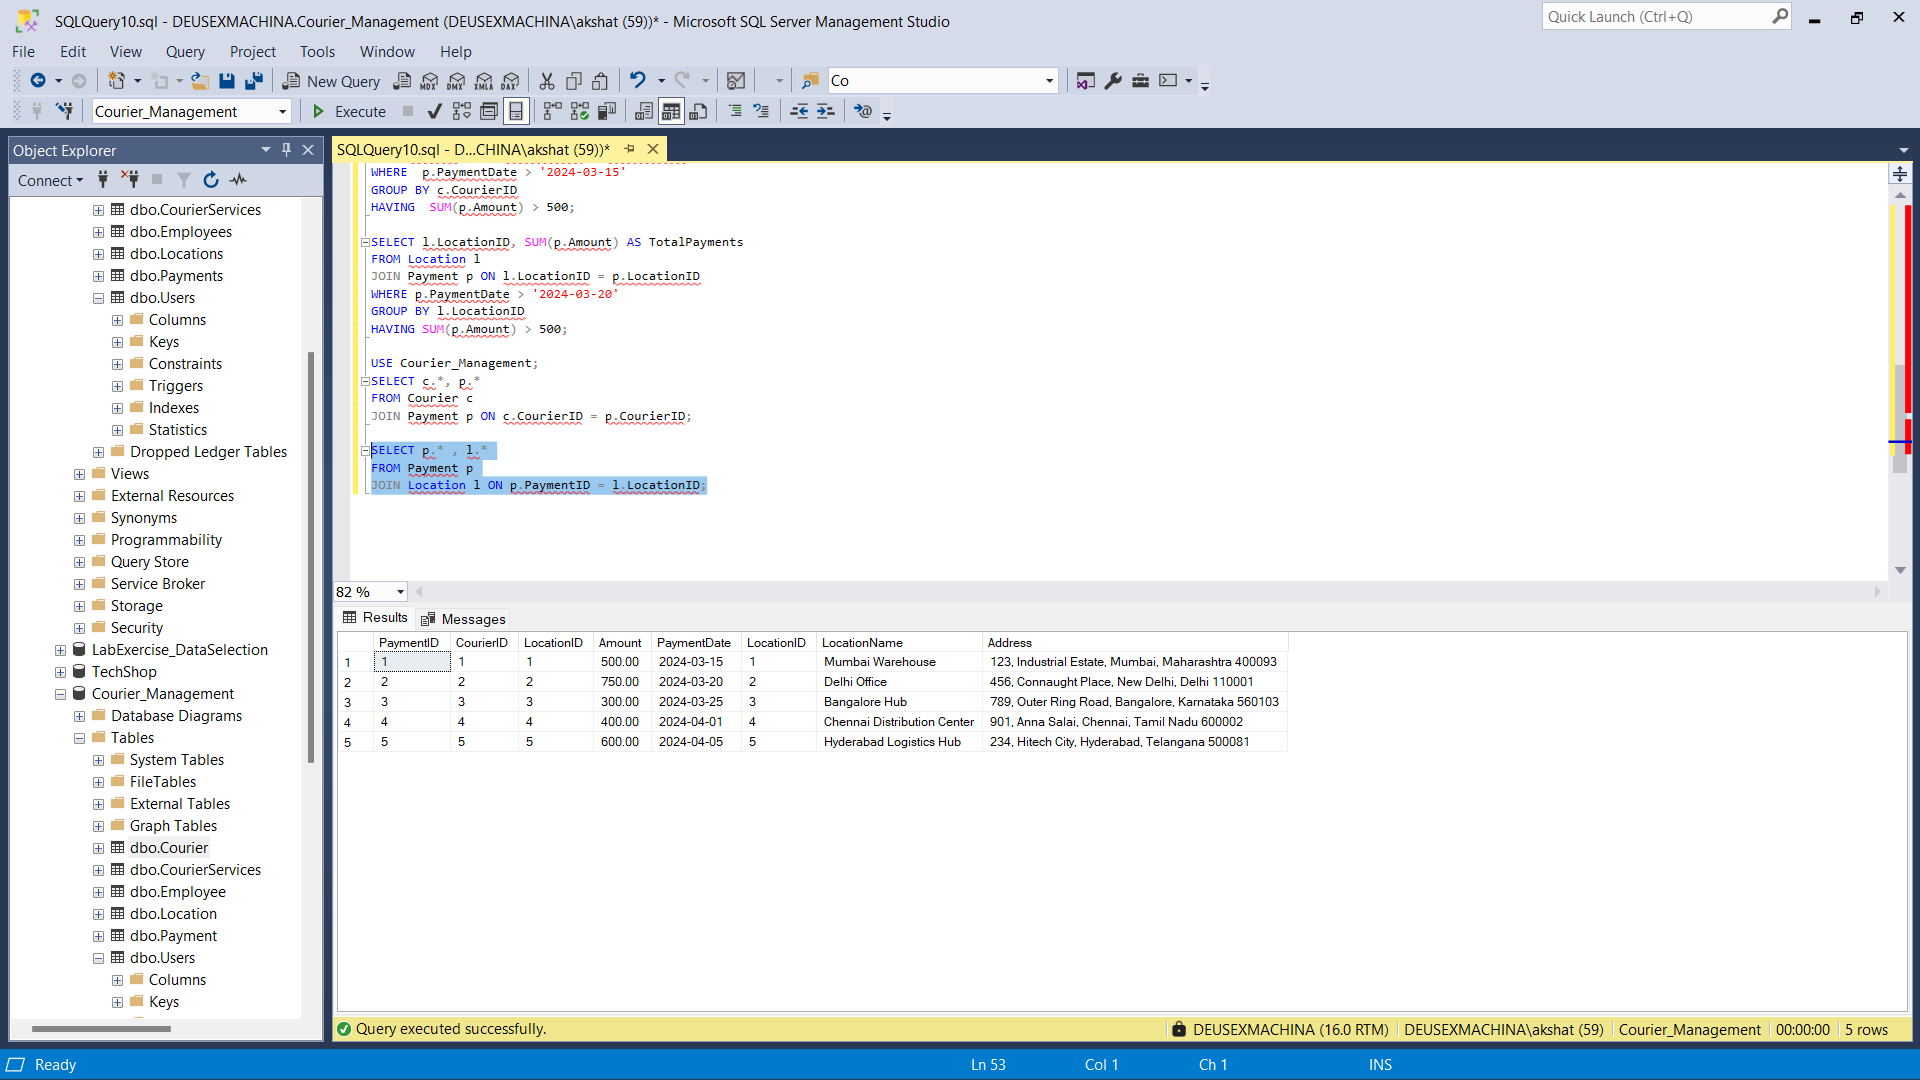 SQLQuery10.sql - DEUSEXMACHINA.Courier_Management (DEUSEXMACHINA\akshat (59))* - Microsoft SQL Server Management Studio
Quick Launch (Ctrl+Q)
File Edit View Query Project Tools Window Help
New Query
MDX DMX XMLA DAX
Co
Courier_Management
Execute
Object Explorer
SQLQuery10.sql - D...CHINA\akshat (59))*
Connect
dbo.CourierServices
dbo.Employees
dbo.Locations
dbo.Payments
dbo.Users
Columns
Keys
Constraints
Triggers
Indexes
Statistics
Dropped Ledger Tables
Views
External Resources
Synonyms
Programmability
Query Store
Service Broker
Storage
Security
LabExercise_DataSelection
TechShop
Courier_Management
Database Diagrams
Tables
System Tables
FileTables
External Tables
Graph Tables
dbo.Courier
dbo.CourierServices
dbo.Employee
dbo.Location
dbo.Payment
dbo.Users
Columns
Keys
WHERE  p.PaymentDate > '2024-03-15'
GROUP BY c.CourierID
HAVING  SUM(p.Amount) > 500;
SELECT l.LocationID, SUM(p.Amount) AS TotalPayments
FROM Location l
JOIN Payment p ON l.LocationID = p.LocationID
WHERE p.PaymentDate > '2024-03-20'
GROUP BY l.LocationID
HAVING SUM(p.Amount) > 500;
USE Courier_Management;
SELECT c.*, p.*
FROM Courier c
JOIN Payment p ON c.CourierID = p.CourierID;
SELECT p.* , l.*
FROM Payment p
JOIN Location l ON p.PaymentID = l.LocationID;
82 %
Results Messages
PaymentID CourierID LocationID Amount PaymentDate LocationID LocationName Address
1 1 1 1 500.00 2024-03-15 1 Mumbai Warehouse 123, Industrial Estate, Mumbai, Maharashtra 400093
2 2 2 2 750.00 2024-03-20 2 Delhi Office 456, Connaught Place, New Delhi, Delhi 110001
3 3 3 3 300.00 2024-03-25 3 Bangalore Hub 789, Outer Ring Road, Bangalore, Karnataka 560103
4 4 4 4 400.00 2024-04-01 4 Chennai Distribution Center 901, Anna Salai, Chennai, Tamil Nadu 600002
5 5 5 5 600.00 2024-04-05 5 Hyderabad Logistics Hub 234, Hitech City, Hyderabad, Telangana 500081
Query executed successfully.
DEUSEXMACHINA (16.0 RTM) DEUSEXMACHINA\akshat (59) Courier_Management 00:00:00 5 rows
Ready
Ln 53 Col 1 Ch 1 INS